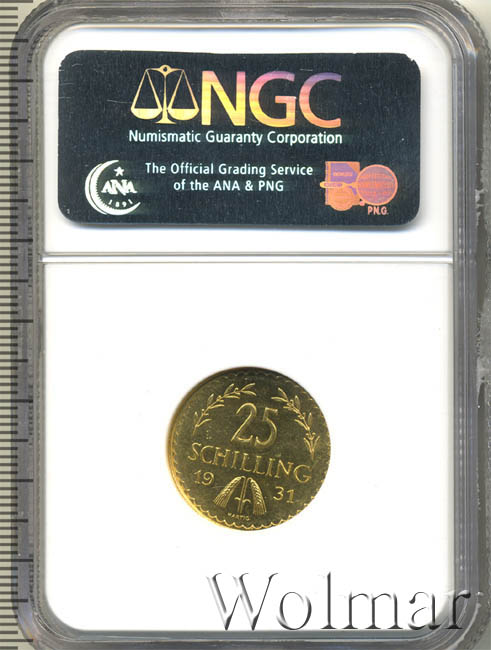 NGC
Numismatic Guaranty Corporation
The Official Grading Service
of the ANA & PNG
ANA
1891
P.N.G.
25
SCHILLING
19 31
HARTIG
Wolmar